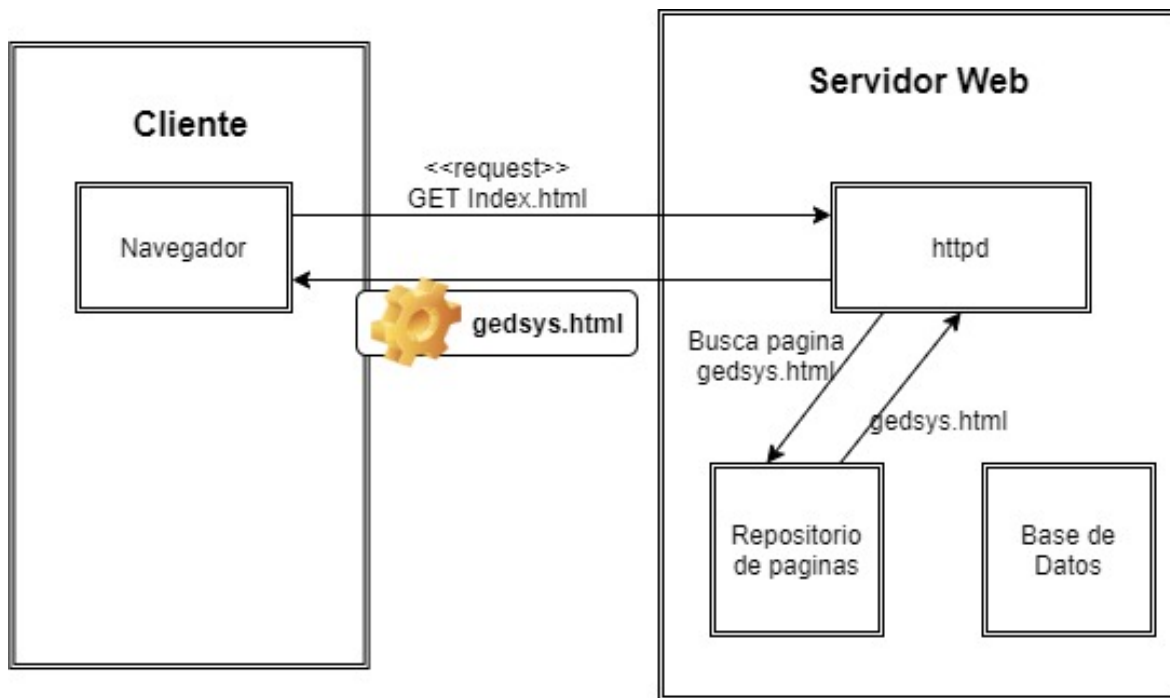 Servidor Web
Cliente
<<request>>
GET Index.html
Navegador
httpd
gedsys.html
Busca pagina
gedsys.html
gedsys.html
Repositorio
de paginas
Base de
Datos